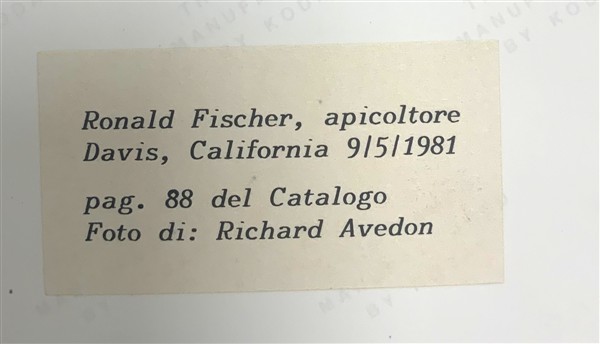 Ronald Fischer, apicoltore
Davis, California 9/5/1981
pag. 88 del Catalogo
Foto di: Richard Avedon